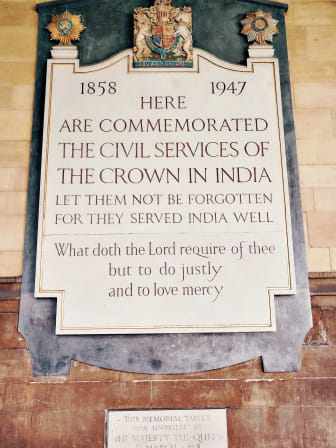 1858 1947
HERE
ARE COMMEMORATED
THE CIVIL SERVICES OF
THE CROWN IN INDIA
LET THEM NOT BE FORGOTTEN
FOR THEY SERVED INDIA WELL
What doth the Lord require of thee
but to do justly
and to love mercy
THIS MEMORIAL TABLET
WAS UNVEILED BY
HER MAJESTY THE QUEEN
MARCH